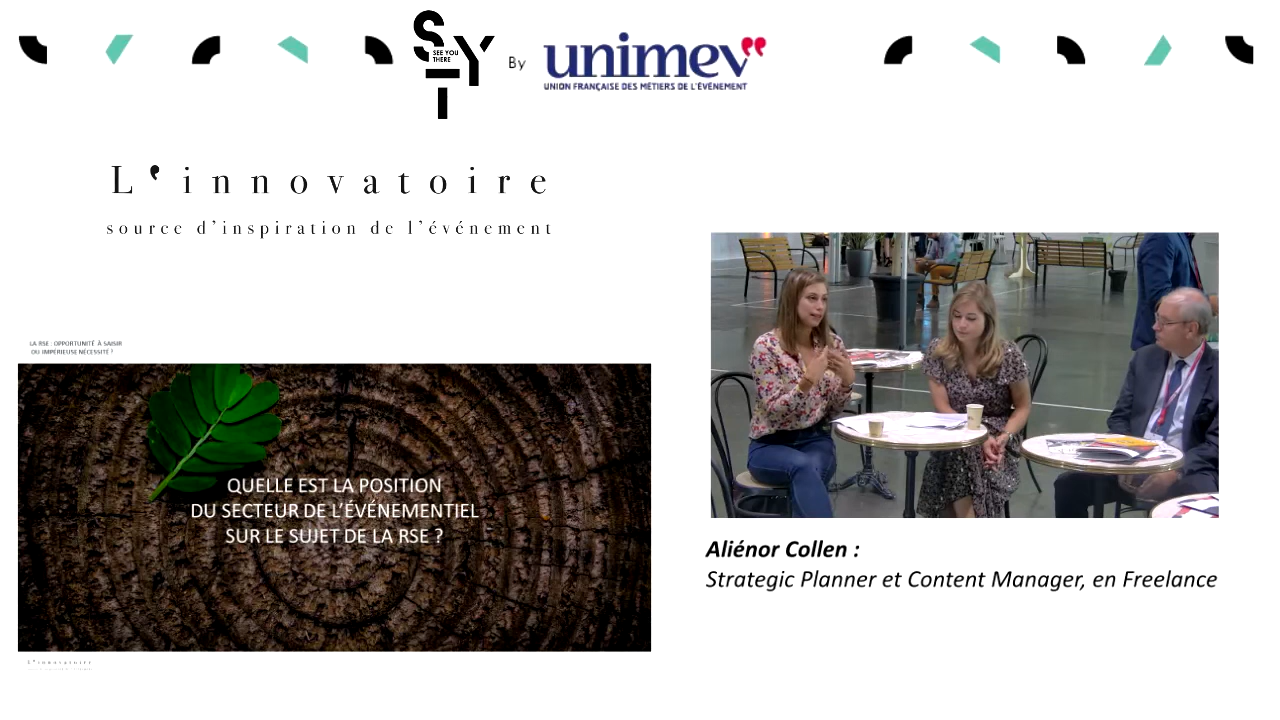 SYT
SEE YOU
THERE
By
unimev
UNION FRANÇAISE DES MÉTIERS DE L'ÉVÉNEMENT
L'innovatoire
source d'inspiration de l'événement
LA RSE : OPPORTUNITÉ À SAISIR
OU IMPÉRIEUSE NÉCESSITÉ ?
QUELLE EST LA POSITION
DU SECTEUR DE L'ÉVÉNEMENTIEL
SUR LE SUJET DE LA RSE ?
L'innovatoire
Aliénor Collen :
Strategic Planner et Content Manager, en Freelance